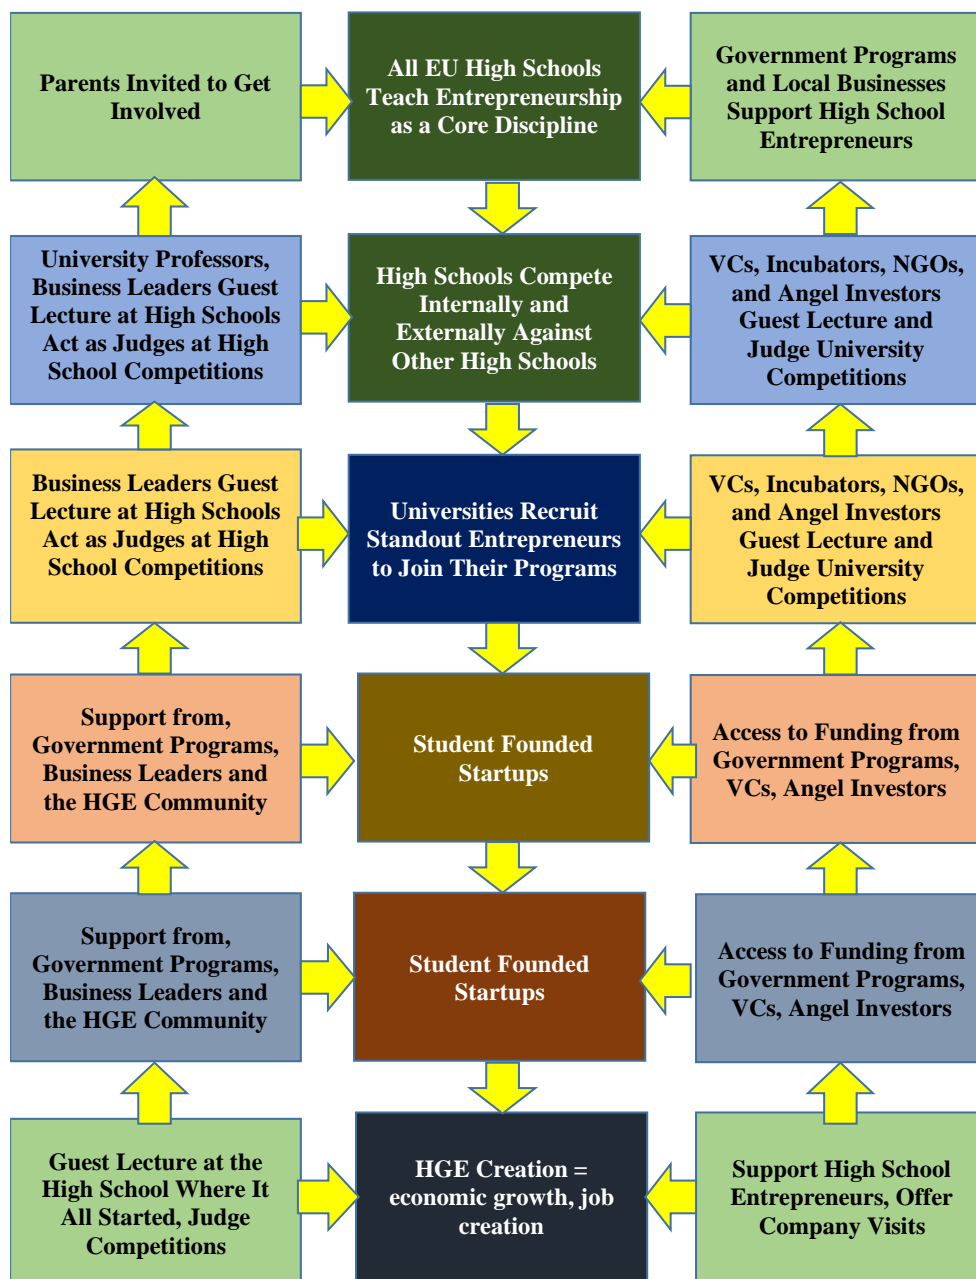 Parents Invited to Get
Involved
All EU High Schools
Teach Entrepreneurship
as a Core Discipline
Government Programs
and Local Businesses
Support High School
Entrepreneurs
University Professors,
Business Leaders Guest
Lecture at High Schools
Act as Judges at High
School Competitions
High Schools Compete
Internally and
Externally Against
Other High Schools
VCs, Incubators, NGOs,
and Angel Investors
Guest Lecture and
Judge University
Competitions
Business Leaders Guest
Lecture at High Schools
Act as Judges at High
School Competitions
Universities Recruit
Standout Entrepreneurs
to Join Their Programs
VCs, Incubators, NGOs,
and Angel Investors
Guest Lecture and
Judge University
Competitions
Support from,
Government Programs,
Business Leaders and
the HGE Community
Student Founded
Startups
Access to Funding from
Government Programs,
VCs, Angel Investors
Support from,
Government Programs,
Business Leaders and
the HGE Community
Student Founded
Startups
Access to Funding from
Government Programs,
VCs, Angel Investors
Guest Lecture at the
High School Where It
All Started, Judge
Competitions
HGE Creation =
economic growth, job
creation
Support High School
Entrepreneurs, Offer
Company Visits